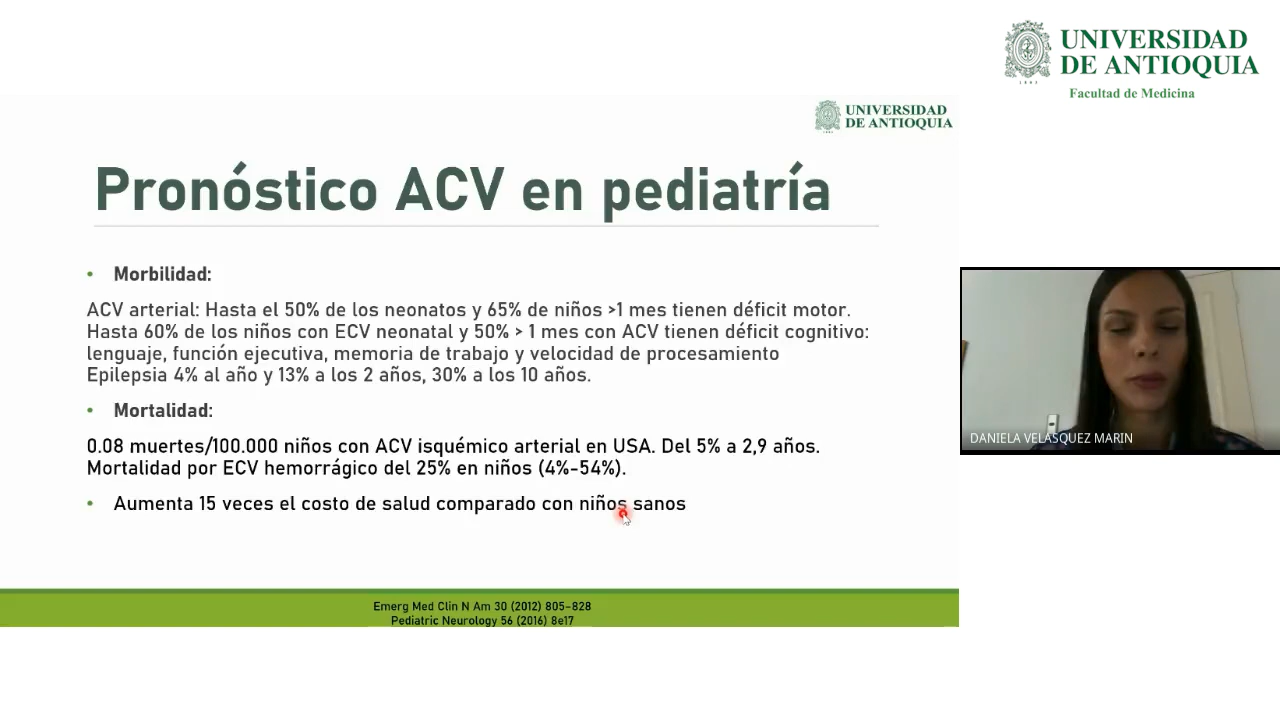 UNIVERSIDAD
DE ANTIOQUIA
1803
Facultad de Medicina
UNIVERSIDAD
DE ANTIOQUIA
Pronóstico ACV en pediatría
• Morbilidad:
ACV arterial: Hasta el 50% de los neonatos y 65% de niños >1 mes tienen déficit motor.
Hasta 60% de los niños con ECV neonatal y 50% > 1 mes con ACV tienen déficit cognitivo:
lenguaje, función ejecutiva, memoria de trabajo y velocidad de procesamiento
Epilepsia 4% al año y 13% a los 2 años, 30% a los 10 años.
• Mortalidad:
0.08 muertes/100.000 niños con ACV isquémico arterial en USA. Del 5% a 2,9 años.
Mortalidad por ECV hemorrágico del 25% en niños (4%-54%).
• Aumenta 15 veces el costo de salud comparado con niños sanos
DANIELA VELASQUEZ MARIN
Emerg Med Clin N Am 30 (2012) 805–828
Pediatric Neurology 56 (2016) 8e17